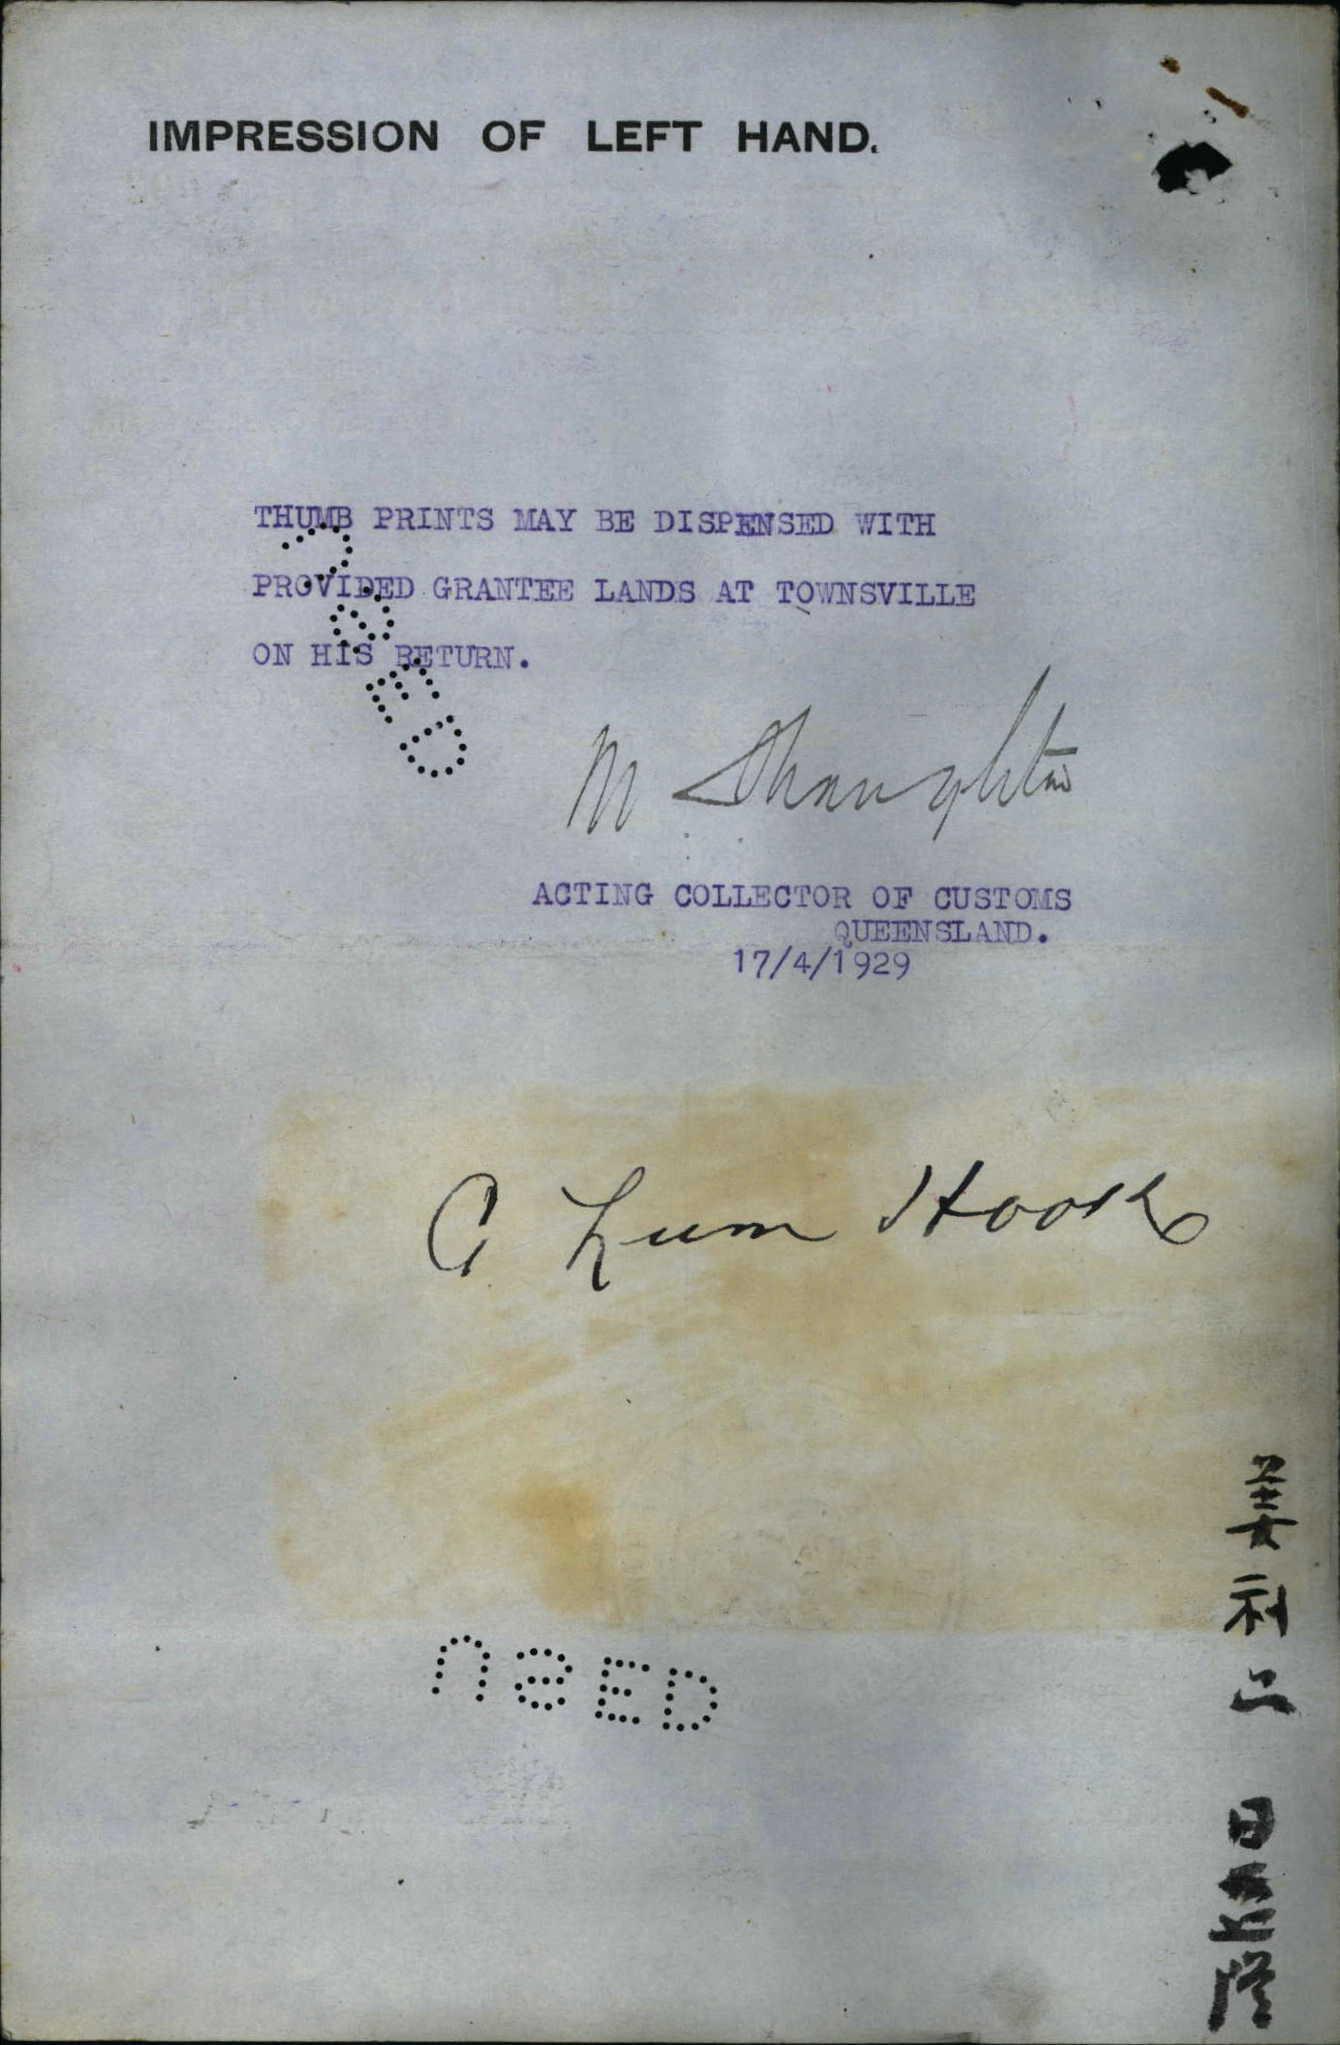 IMPRESSION OF LEFT HAND.
THUMB PRINTS MAY BE DISPENSED WITH
PROVIDED GRANTEE LANDS AT TOWNSVILLE
ON HIS RETURN.
ACTING COLLECTOR OF CUSTOMS
QUEENSLAND.
17/4/1929
C Lum Hook
USED